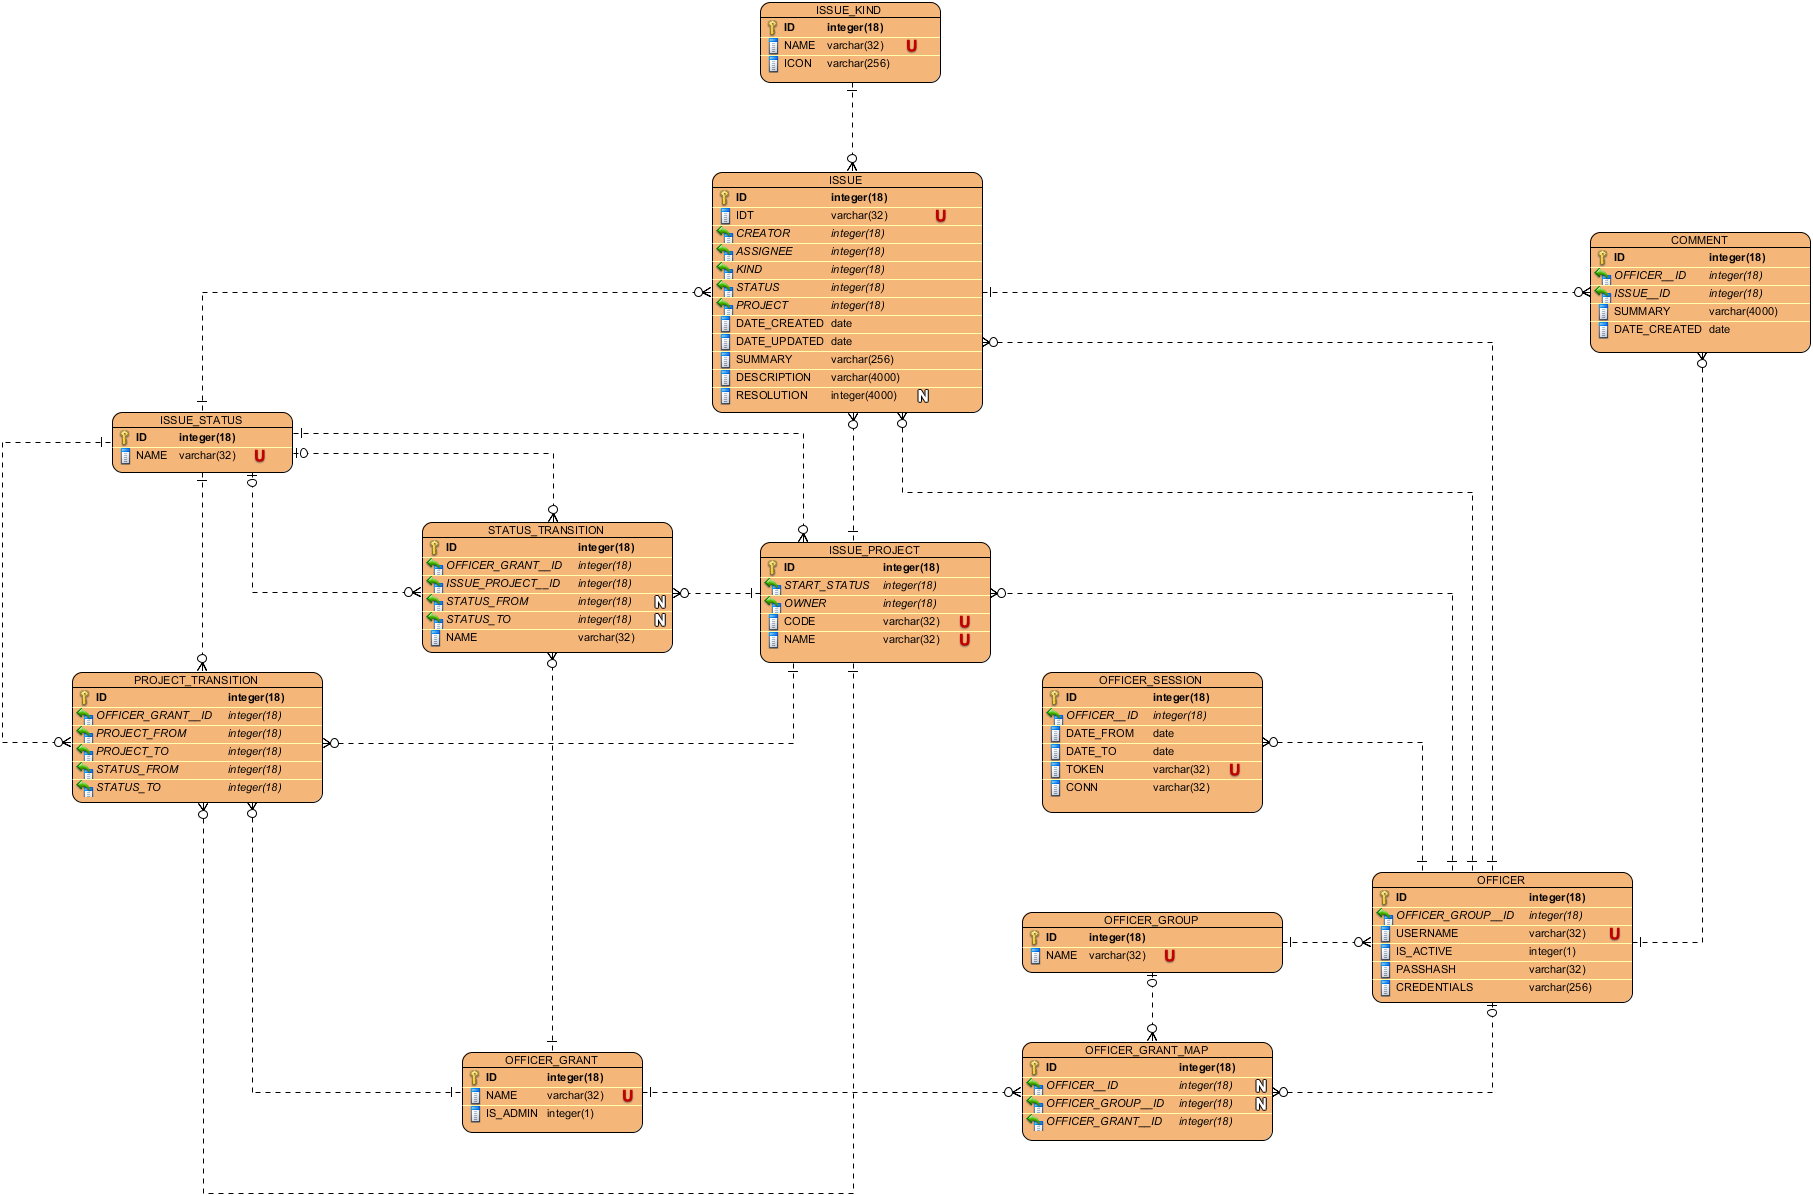 ISSUE_KIND
ID integer(18)
NAME varchar(32) U
ICON varchar(256)
ISSUE
ID integer(18)
IDT varchar(32) U
CREATOR integer(18)
ASSIGNEE integer(18)
KIND integer(18)
STATUS integer(18)
PROJECT integer(18)
DATE_CREATED date
DATE_UPDATED date
SUMMARY varchar(256)
DESCRIPTION varchar(4000)
RESOLUTION integer(4000) N
COMMENT
ID integer(18)
OFFICER__ID integer(18)
ISSUE__ID integer(18)
SUMMARY varchar(4000)
DATE_CREATED date
ISSUE_STATUS
ID integer(18)
NAME varchar(32) U
STATUS_TRANSITION
ID integer(18)
OFFICER_GRANT__ID integer(18)
ISSUE_PROJECT__ID integer(18)
STATUS_FROM integer(18) N
STATUS_TO integer(18) N
NAME varchar(32)
ISSUE_PROJECT
ID integer(18)
START_STATUS integer(18)
OWNER integer(18)
CODE varchar(32) U
NAME varchar(32) U
PROJECT_TRANSITION
ID integer(18)
OFFICER_GRANT__ID integer(18)
PROJECT_FROM integer(18)
PROJECT_TO integer(18)
STATUS_FROM integer(18)
STATUS_TO integer(18)
OFFICER_SESSION
ID integer(18)
OFFICER__ID integer(18)
DATE_FROM date
DATE_TO date
TOKEN varchar(32) U
CONN varchar(32)
OFFICER
ID integer(18)
OFFICER_GROUP__ID integer(18)
USERNAME varchar(32) U
IS_ACTIVE integer(1)
PASSHASH varchar(32)
CREDENTIALS varchar(256)
OFFICER_GROUP
ID integer(18)
NAME varchar(32) U
OFFICER_GRANT
ID integer(18)
NAME varchar(32) U
IS_ADMIN integer(1)
OFFICER_GRANT_MAP
ID integer(18)
OFFICER__ID integer(18) N
OFFICER_GROUP__ID integer(18) N
OFFICER_GRANT__ID integer(18)